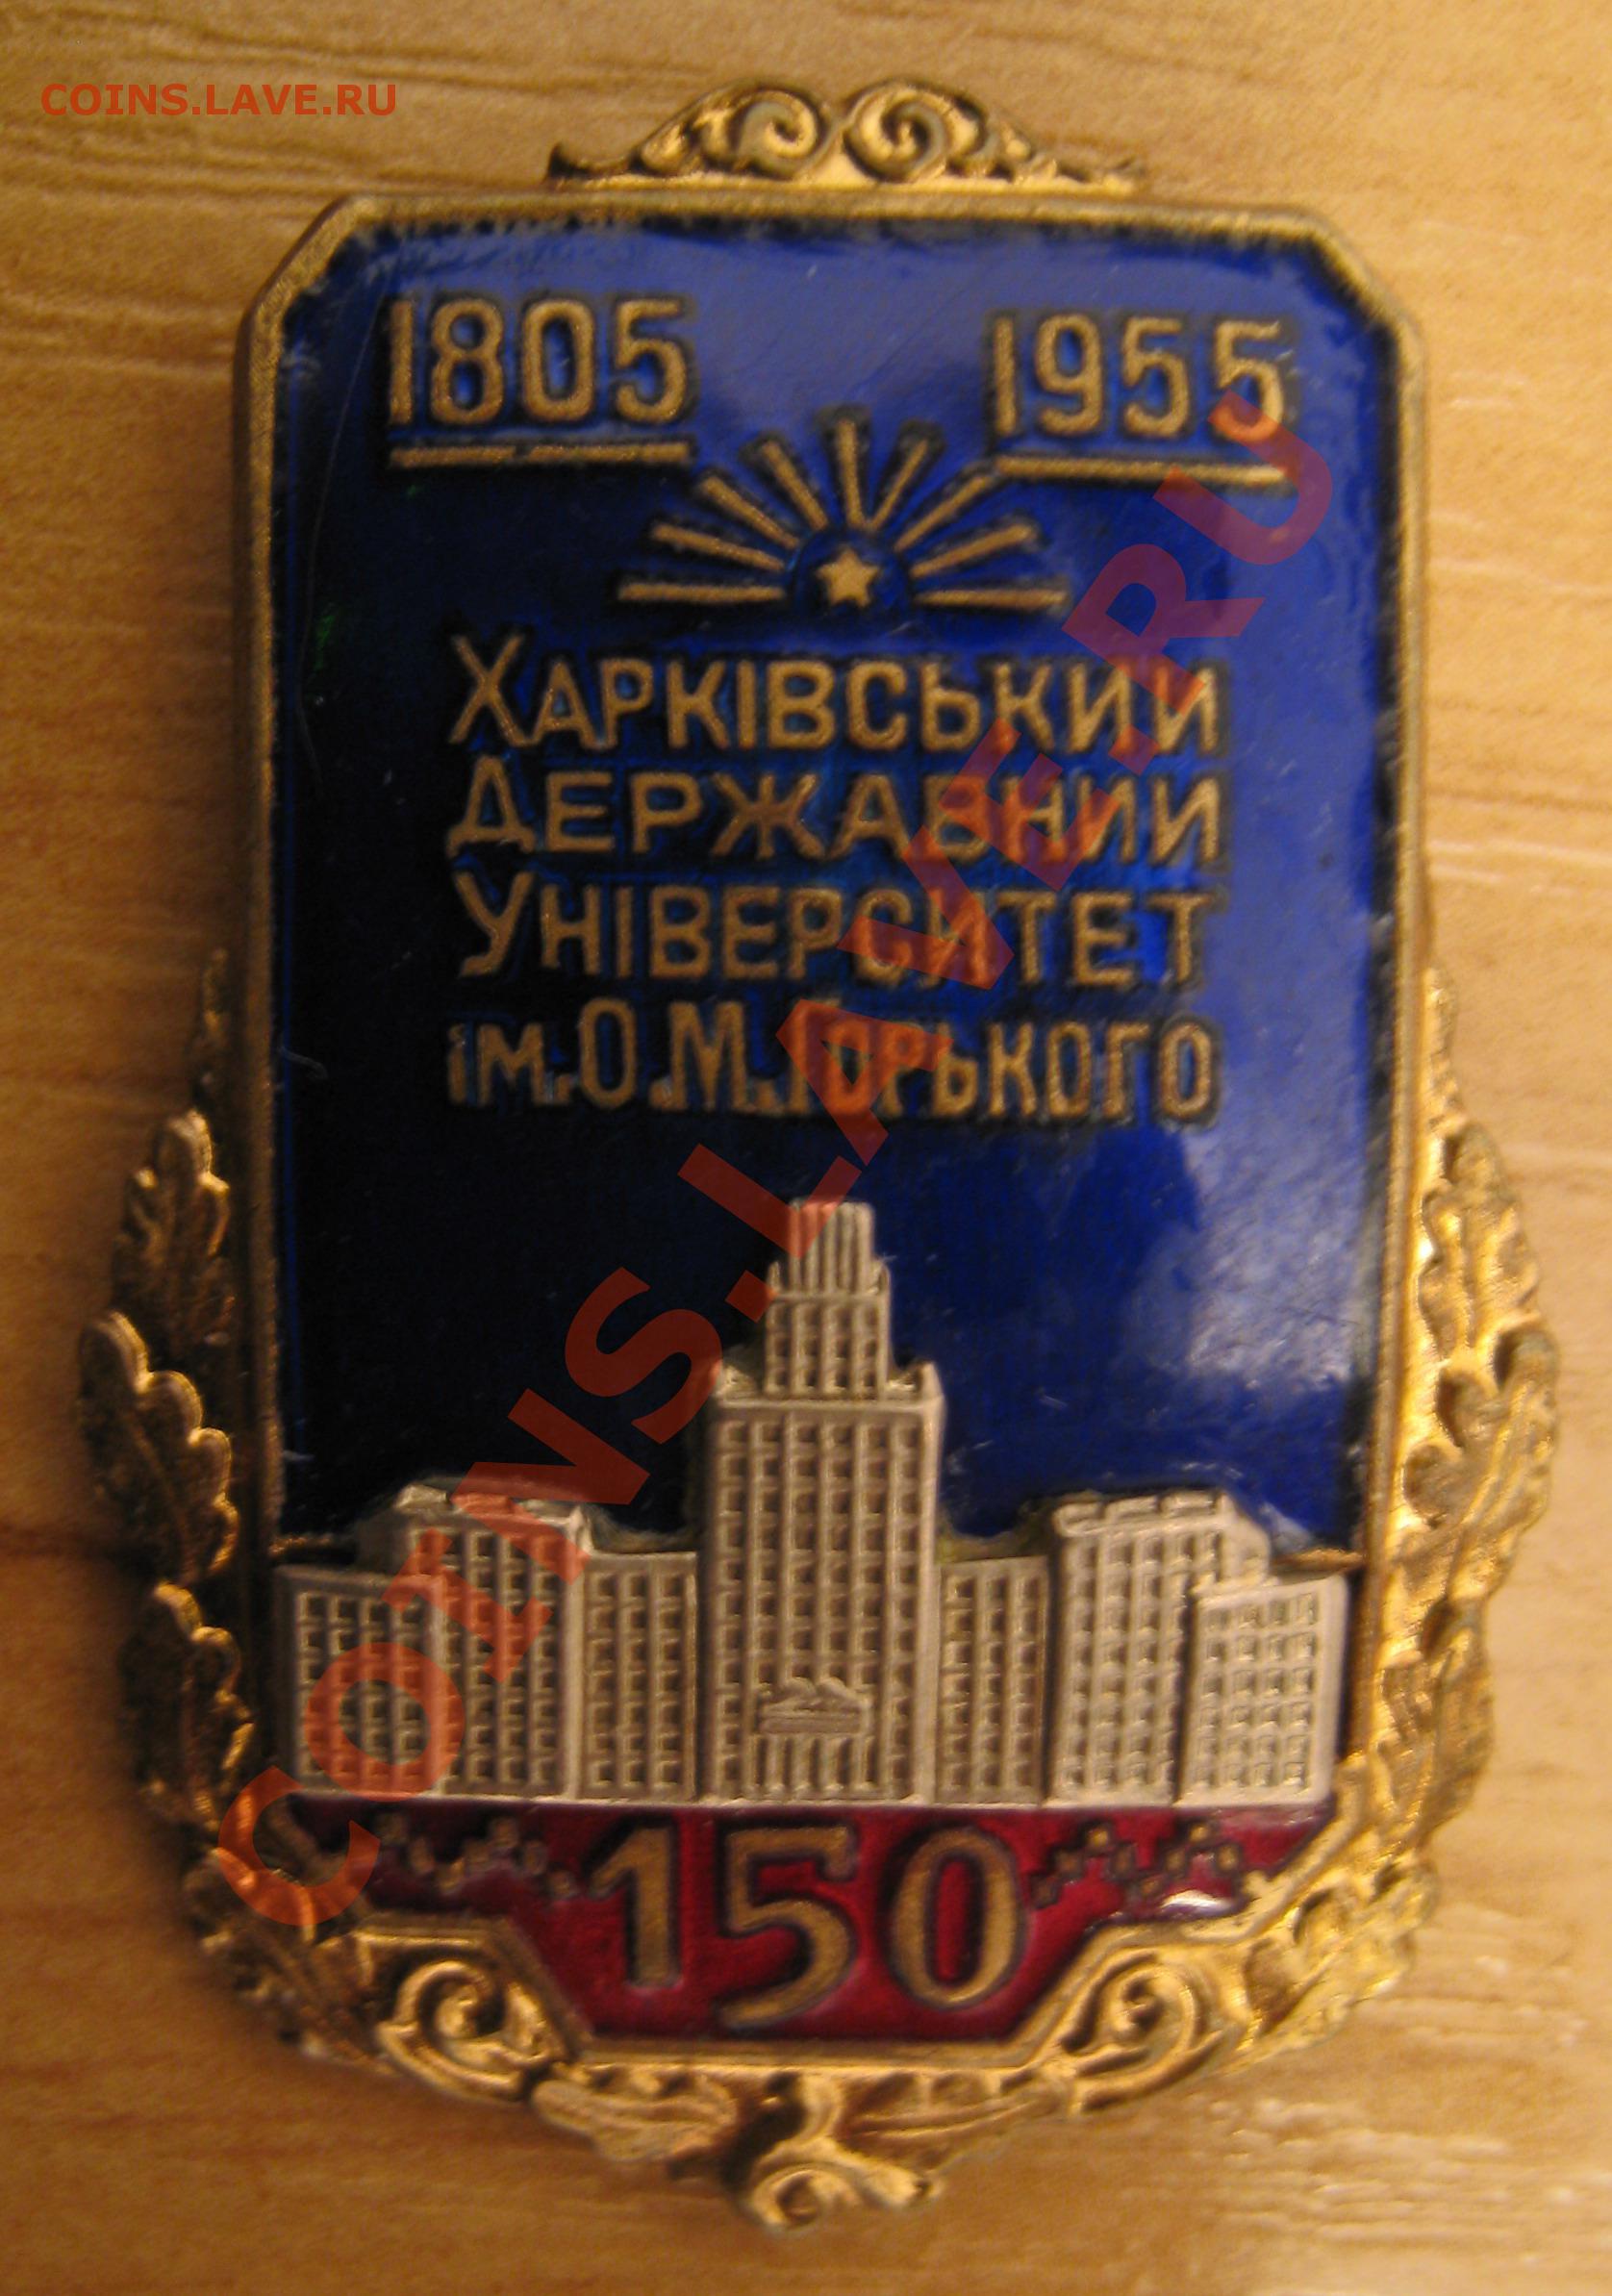 COINS.LAVE.RU
1805 1955
ХАРКІВСЬКИЙ
ДЕРЖАВНИЙ
УНІВЕРСИТЕТ
ім. О. М. ГОРЬКОГО
150
COINS.LAVE.RU